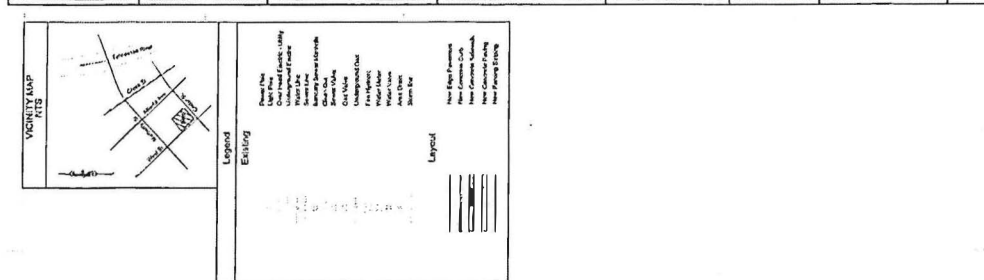 VICINITY MAP
NTS
Legend
Existing
Power Pole
Light Pole
Overhead Electric - Utility
Underground Electric
Water Line
Sewer Line
Sanitary Sewer Manhole
Clean Out
Sewer Valve
Gas Valve
Underground Gas
Fire Hydrant
Water Meter
Water Valve
Area Drain
Storm Box
Layout
New Edge Pavement
New Concrete Curb
New Concrete Sidewalk
New Concrete Paving
New Parking Striping